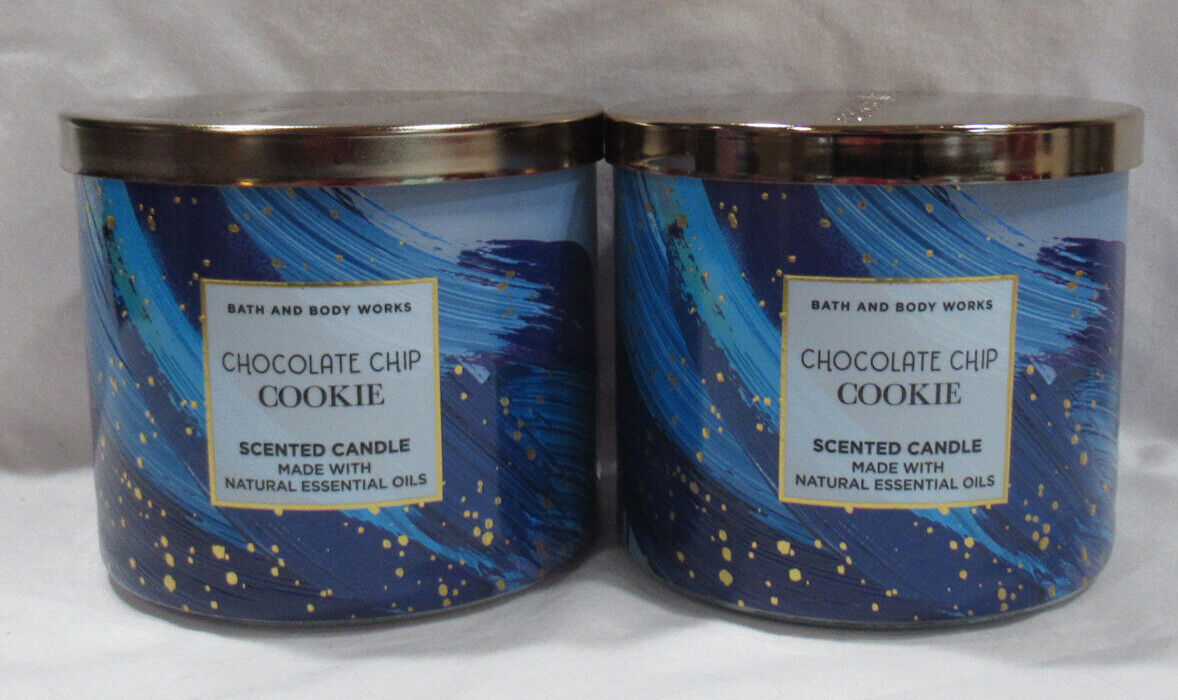 BATH AND BODY WORKS
CHOCOLATE CHIP
COOKIE
SCENTED CANDLE
MADE WITH
NATURAL ESSENTIAL OILS
BATH AND BODY WORKS
CHOCOLATE CHIP
COOKIE
SCENTED CANDLE
MADE WITH
NATURAL ESSENTIAL OILS